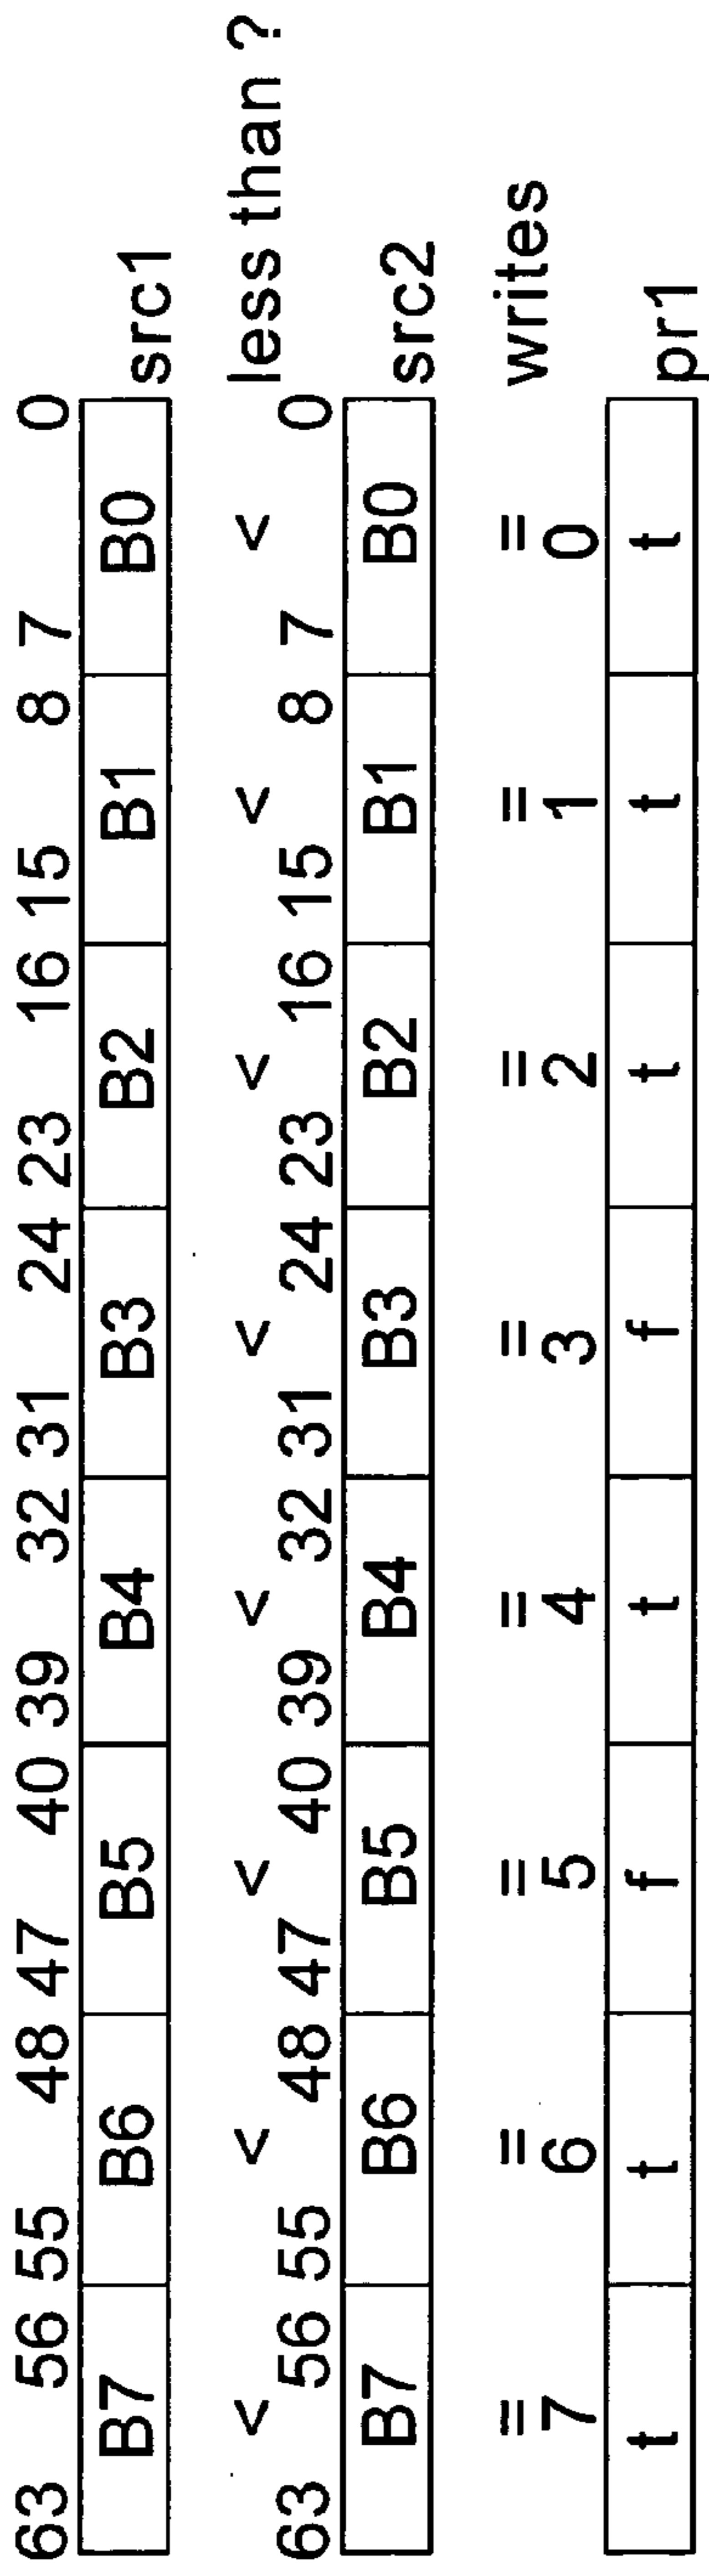 63 56 55 48 47 40 39 32 31 24 23 16 15 8 7 0
B7 B6 B5 B4 B3 B2 B1 B0 src1
< < < < < < < < less than ?
63 56 55 48 47 40 39 32 31 24 23 16 15 8 7 0
B7 B6 B5 B4 B3 B2 B1 B0 src2
= = = = = = = = writes
7 6 5 4 3 2 1 0
t t f t f t t t pr1